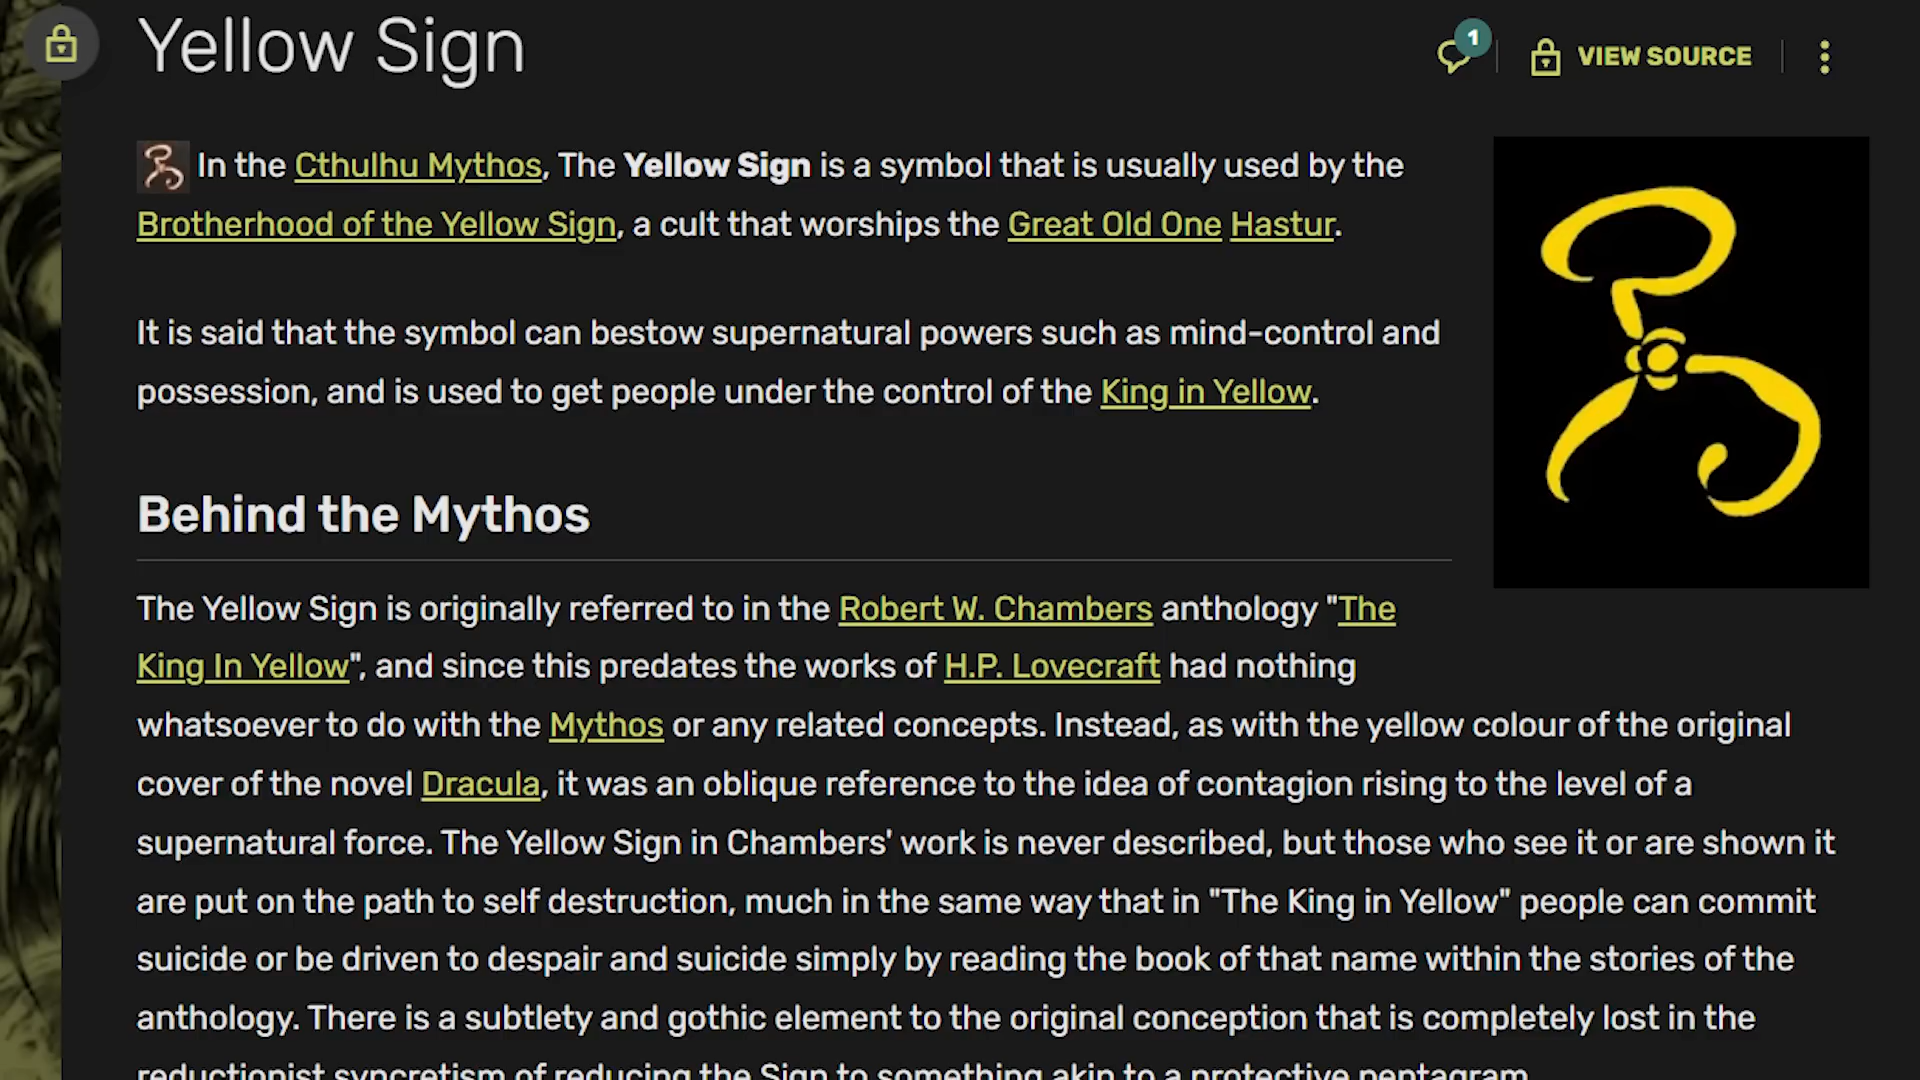 Yellow Sign
1
VIEW SOURCE
In the Cthulhu Mythos, The Yellow Sign is a symbol that is usually used by the
Brotherhood of the Yellow Sign, a cult that worships the Great Old One Hastur.
It is said that the symbol can bestow supernatural powers such as mind-control and
possession, and is used to get people under the control of the King in Yellow.
Behind the Mythos
The Yellow Sign is originally referred to in the Robert W. Chambers anthology "The
King In Yellow", and since this predates the works of H.P. Lovecraft had nothing
whatsoever to do with the Mythos or any related concepts. Instead, as with the yellow colour of the original
cover of the novel Dracula, it was an oblique reference to the idea of contagion rising to the level of a
supernatural force. The Yellow Sign in Chambers' work is never described, but those who see it or are shown it
are put on the path to self destruction, much in the same way that in "The King in Yellow" people can commit
suicide or be driven to despair and suicide simply by reading the book of that name within the stories of the
anthology. There is a subtlety and gothic element to the original conception that is completely lost in the
reductionist syncretism of reducing the Sign to something akin to a protective pentagram.